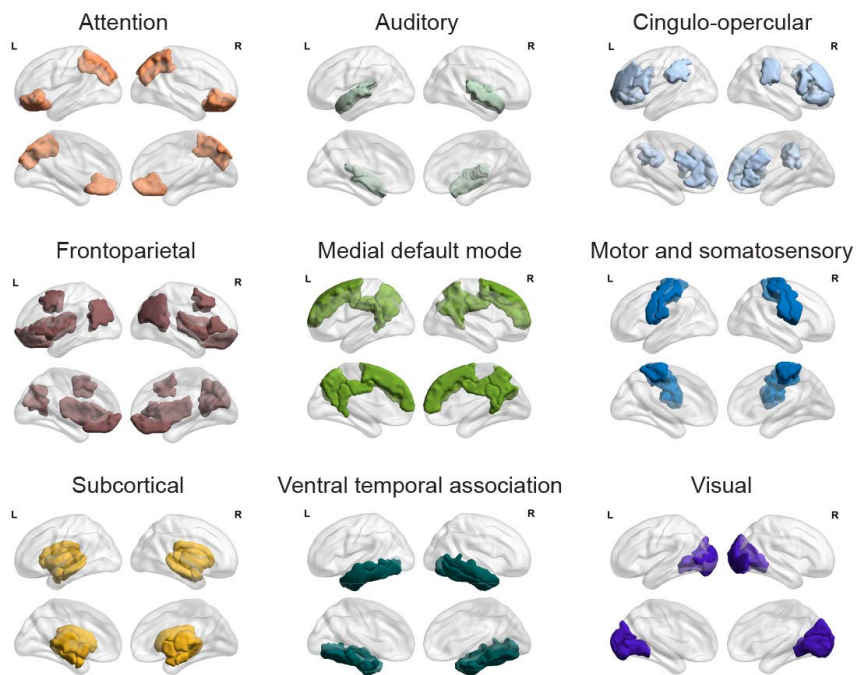 Attention
Auditory
Cingulo-opercular
L
R
L
R
L
R
Frontoparietal
Medial default mode
Motor and somatosensory
L
R
L
R
L
R
Subcortical
Ventral temporal association
Visual
L
R
L
R
L
R